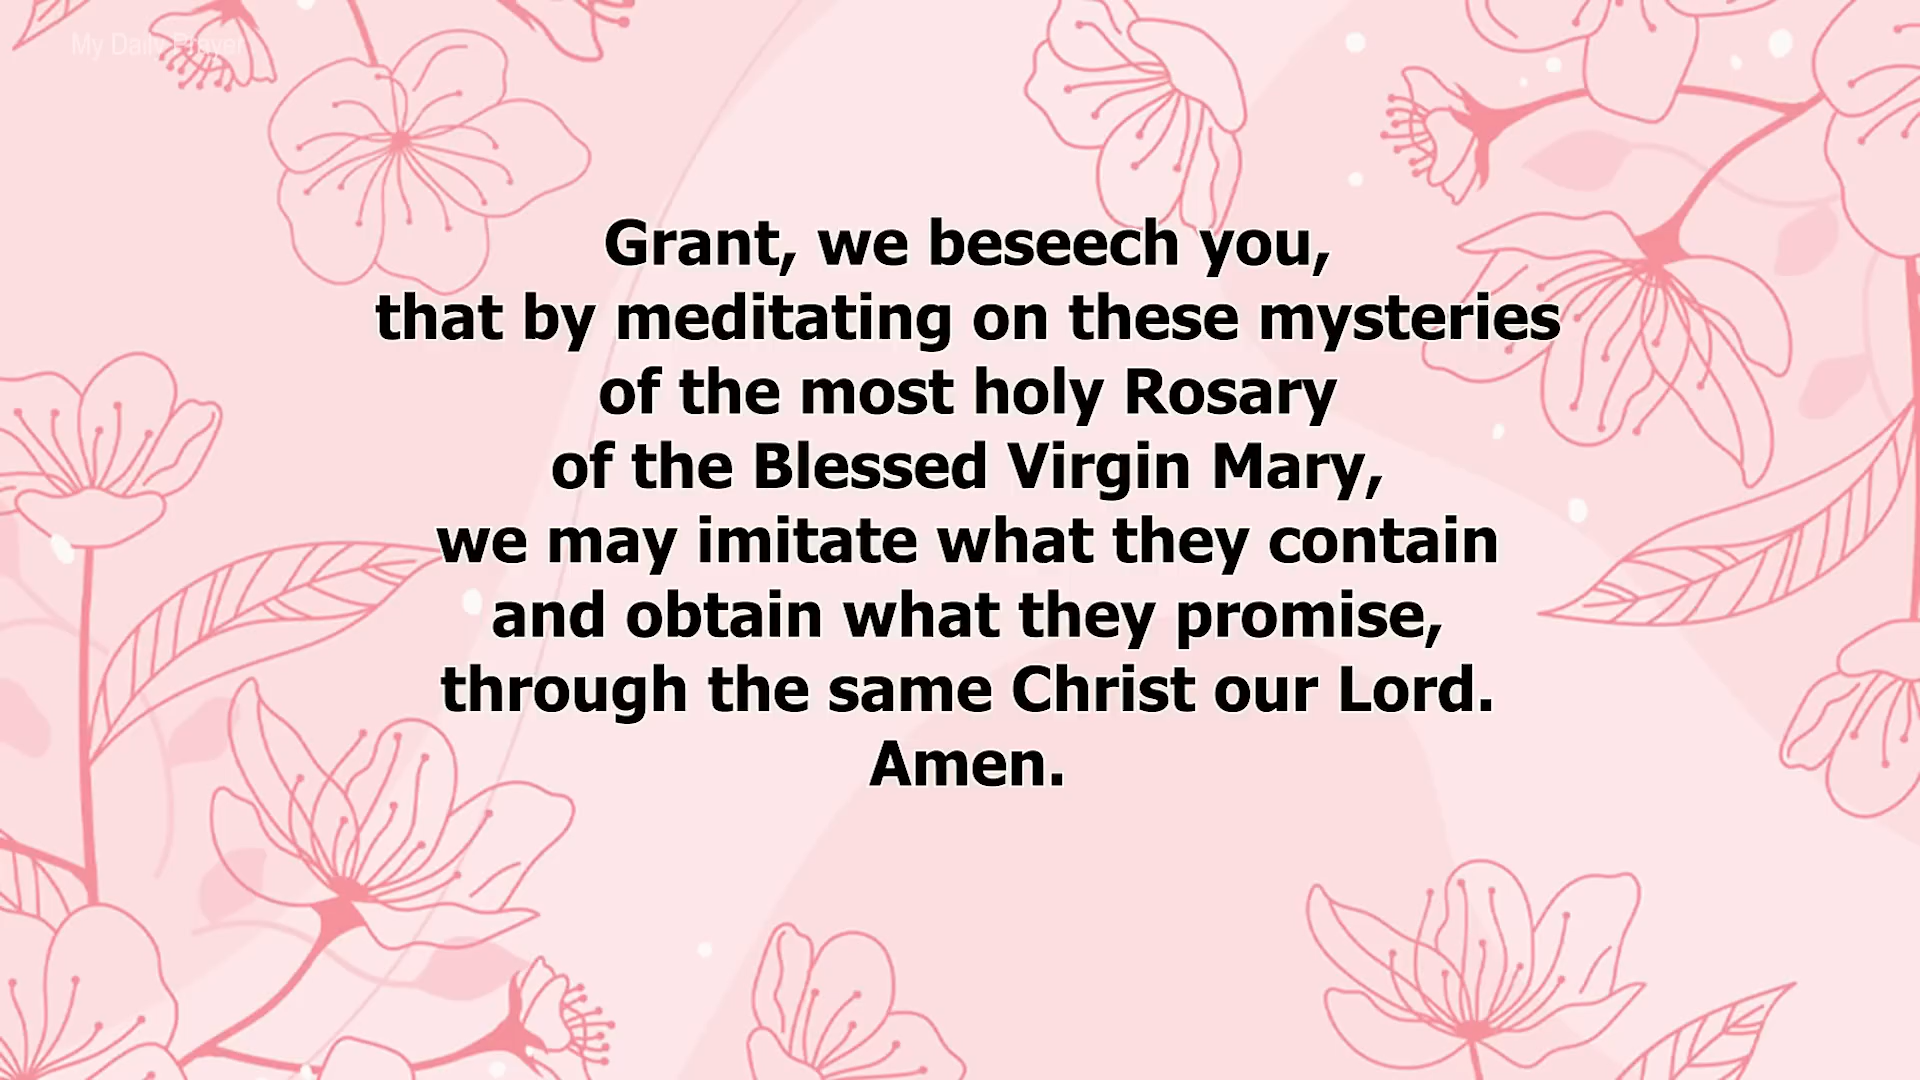 My Daily Prayer
Grant, we beseech you,
that by meditating on these mysteries
of the most holy Rosary
of the Blessed Virgin Mary,
we may imitate what they contain
and obtain what they promise,
through the same Christ our Lord.
Amen.